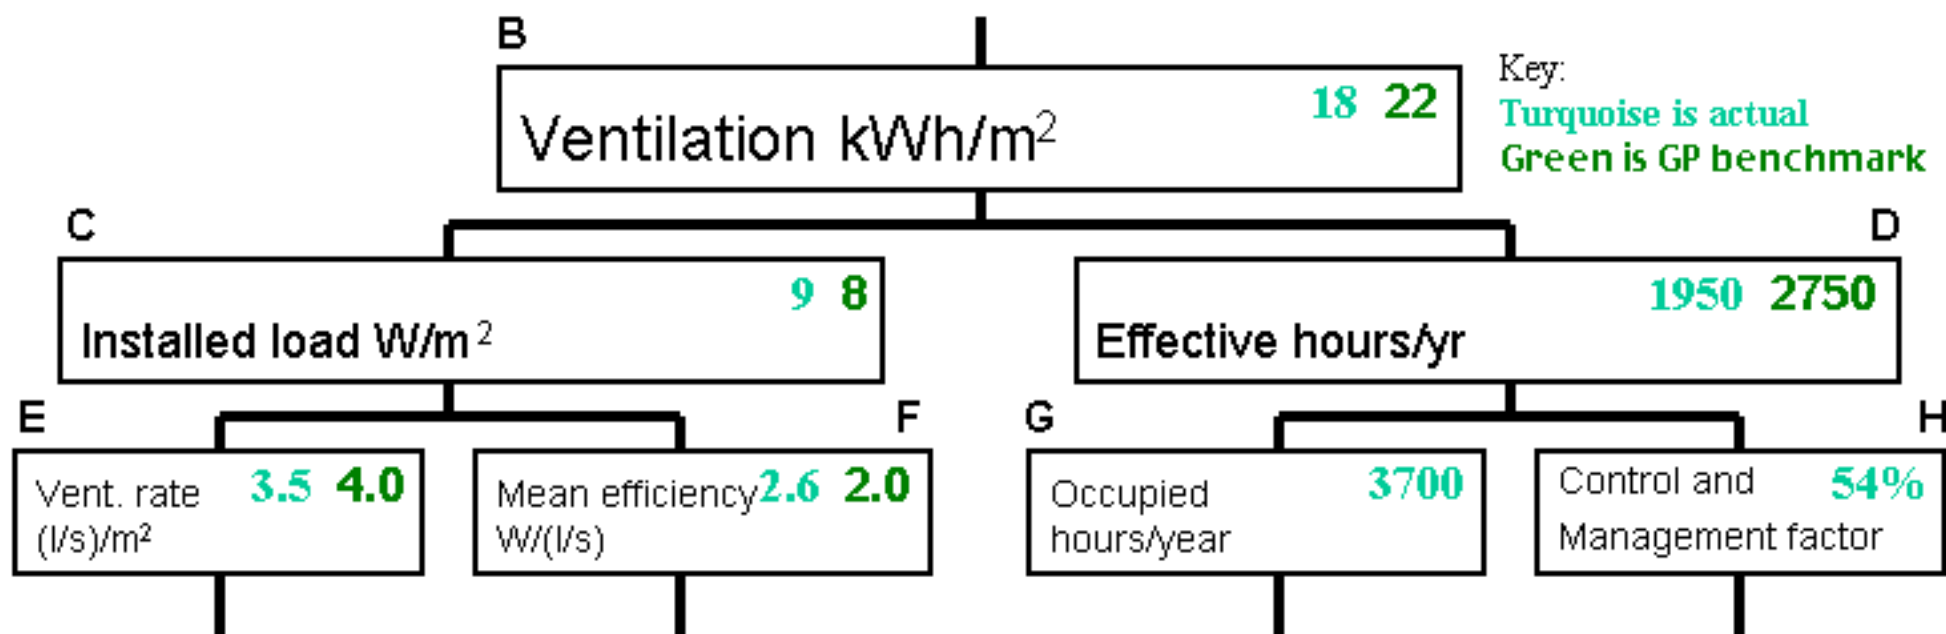 B
Ventilation kWh/m² 18 22
Key:
Turquoise is actual
Green is GP benchmark
C
Installed load W/m² 9 8
D
Effective hours/yr 1950 2750
E
Vent. rate 3.5 4.0
(l/s)/m²
F
Mean efficiency 2.6 2.0
W/(l/s)
G
Occupied 3700
hours/year
H
Control and 54%
Management factor